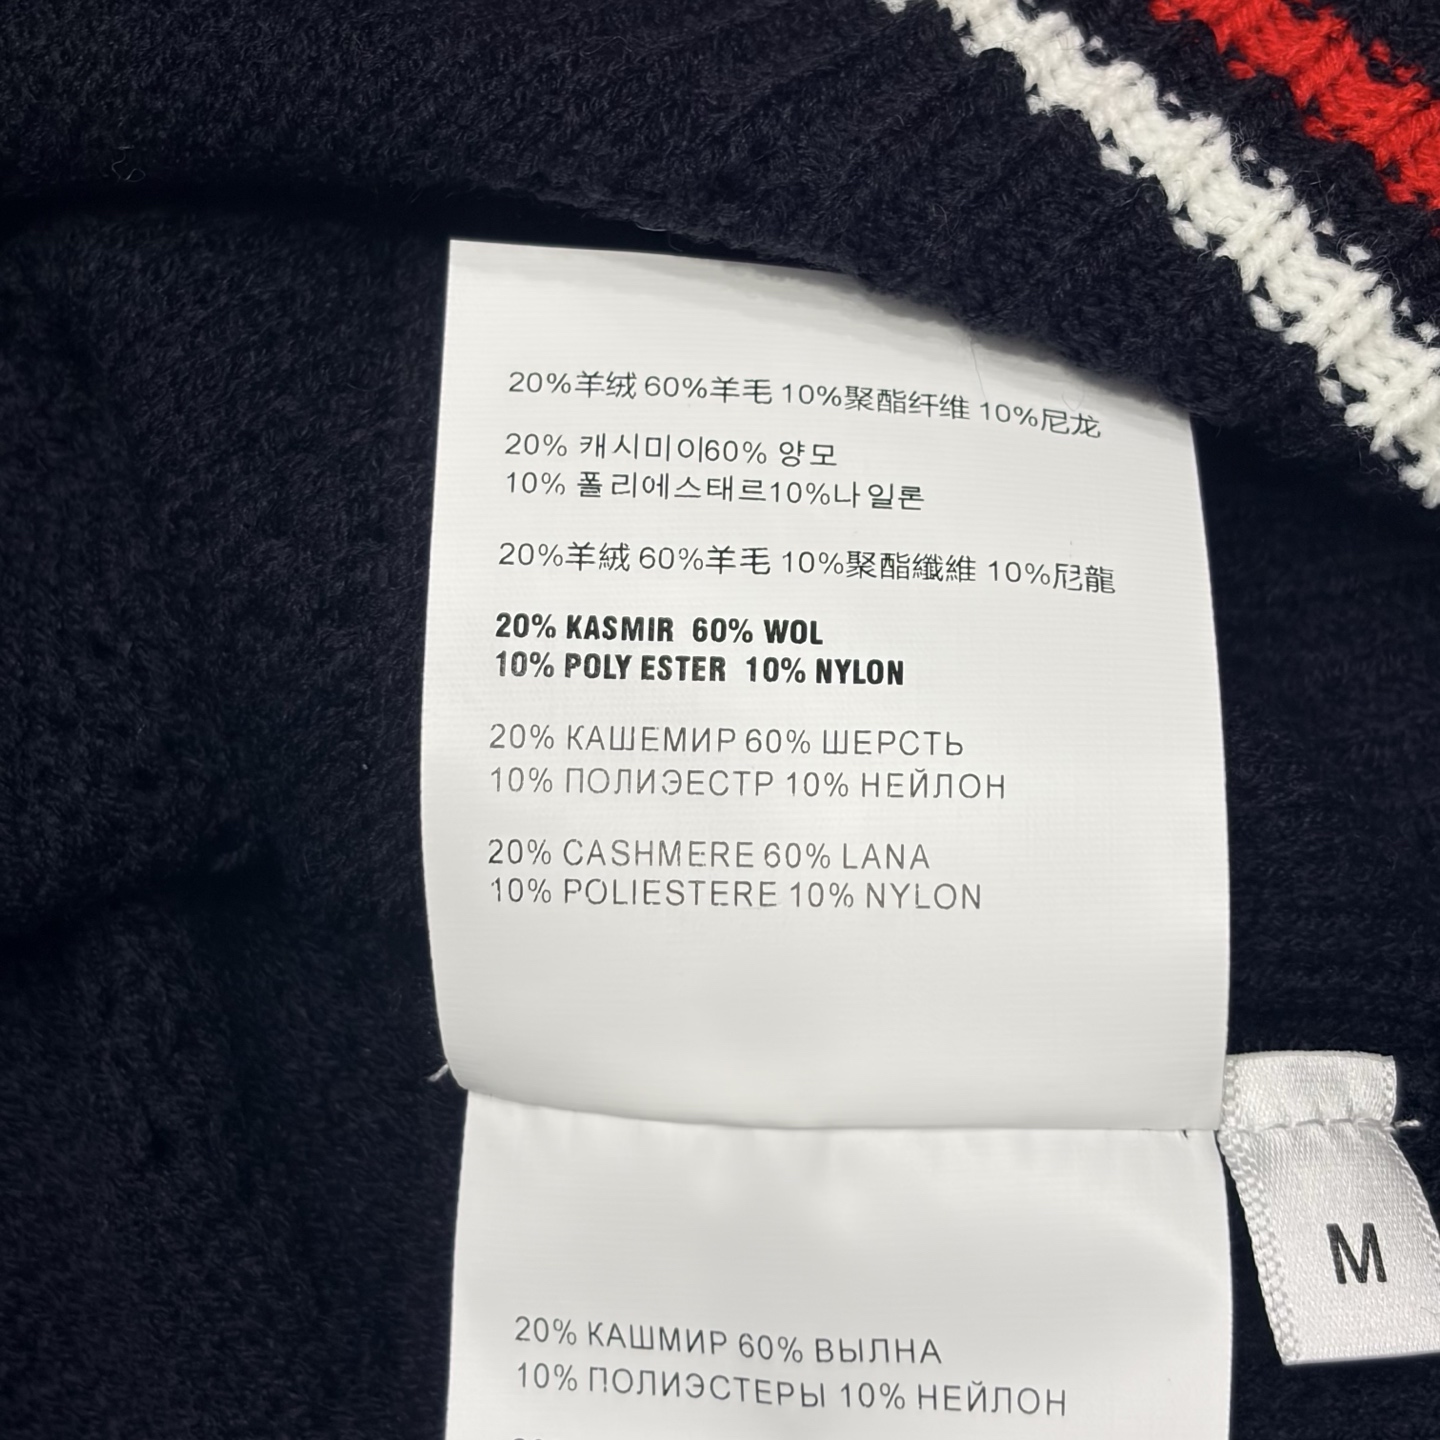 20%羊绒 60%羊毛 10%聚酯纤维 10%尼龙
20% 캐시미이60% 양모
10% 폴리에스태르10%나일론
20%羊絨 60%羊毛 10%聚酯纖維 10%尼龍
20% KASMIR 60% WOL
10% POLY ESTER 10% NYLON
20% КАШЕМИР 60% ШЕРСТЬ
10% ПОЛИЭЕСТР 10% НЕЙЛОН
20% CASHMERE 60% LANA
10% POLIESTERE 10% NYLON
M
20% КАШМИР 60% ВЫЛНА
10% ПОЛИЭСТЕРЫ 10% НЕЙЛОН